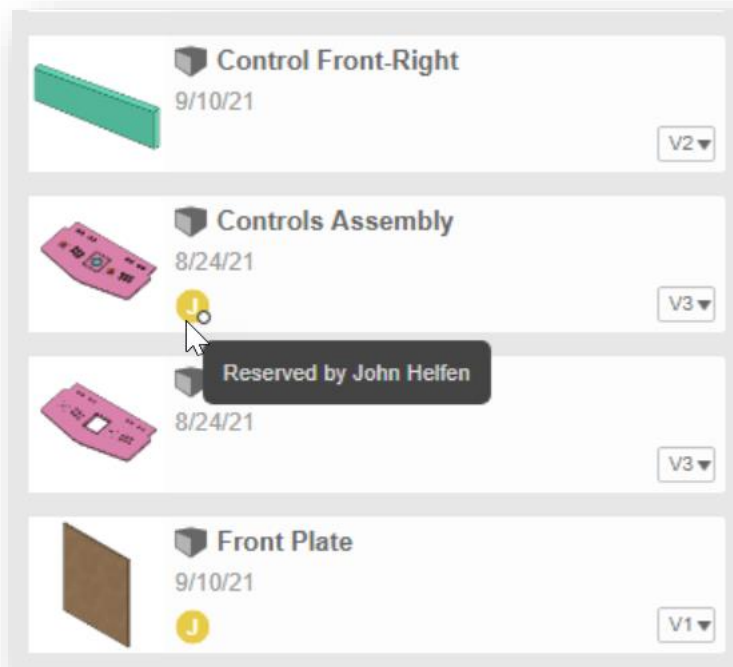 Control Front-Right
9/10/21
V2
Controls Assembly
8/24/21
J
V3
Reserved by John Helfen
8/24/21
V3
Front Plate
9/10/21
J
V1